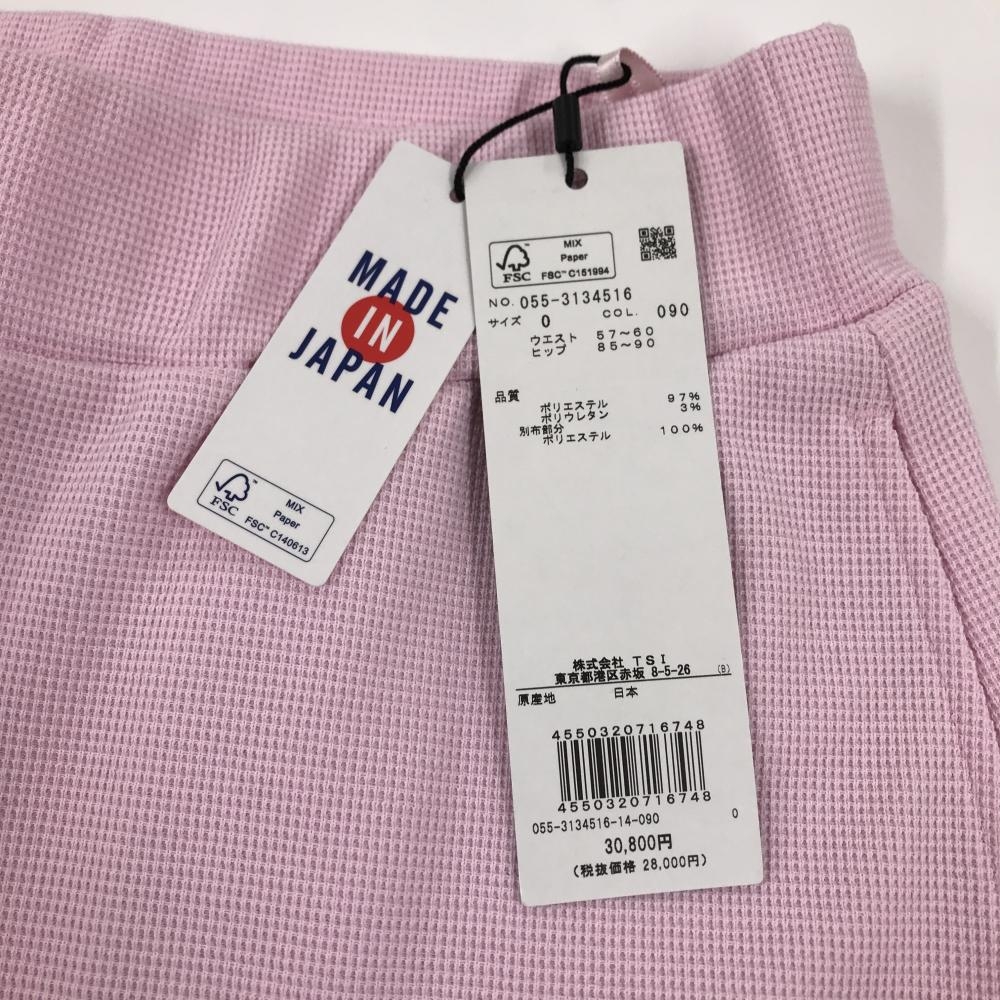 MADE
IN
JAPAN
FSC
MIX
Paper
FSC™ C140613
FSC
MIX
Paper
FSC™ C151994
NO. 055-3134516
サイズ 0 COL. 090
ウエスト 57～60
ヒップ 85～90
品質
ポリエステル 97%
ポリウレタン 3%
別布部分
ポリエステル 100%
株式会社 TSI
東京都港区赤坂 8-5-26 (B)
原産地 日本
4550320716748
4550320716748
055-3134516-14-090 0
30,800円
(税抜価格 28,000円)